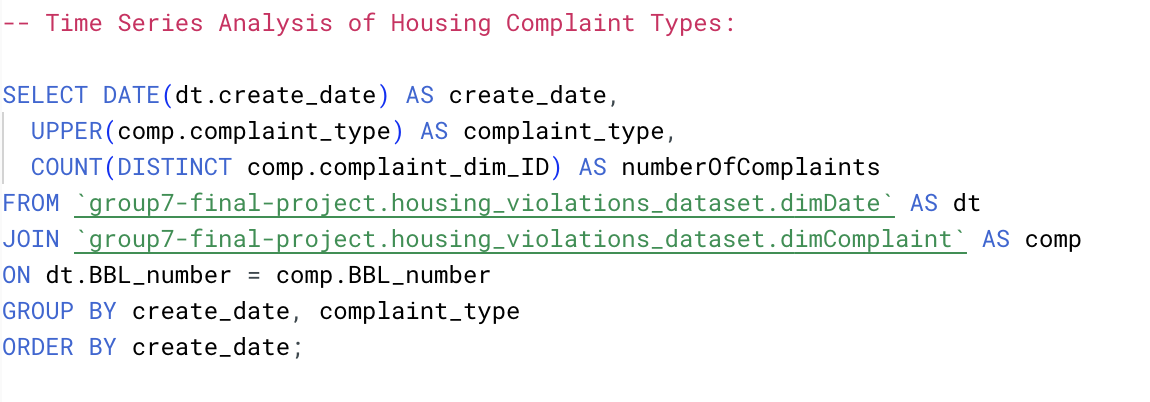 -- Time Series Analysis of Housing Complaint Types:
SELECT DATE(dt.create_date) AS create_date,
UPPER(comp.complaint_type) AS complaint_type,
COUNT(DISTINCT comp.complaint_dim_ID) AS numberOfComplaints
FROM `group7-final-project.housing_violations_dataset.dimDate` AS dt
JOIN `group7-final-project.housing_violations_dataset.dimComplaint` AS comp
ON dt.BBL_number = comp.BBL_number
GROUP BY create_date, complaint_type
ORDER BY create_date;